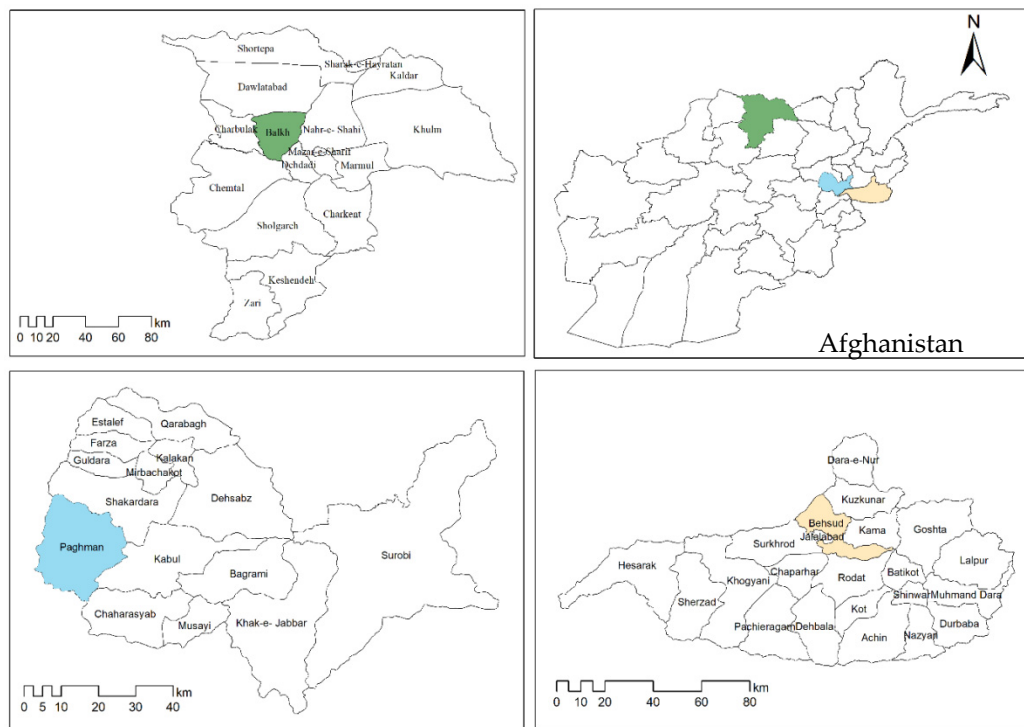 Shortepa
Sharak-e-Hayratan
Kaldar
Dawlatabad
Charbulak
Balkh
Nahr-e- Shahi
Khulm
Mazar-e-Sharif
Dehdadi
Marmul
Chemtal
Charkent
Sholgarch
Keshendeh
Zari
km
0 10 20 40 60 80
N
Afghanistan
Estalef
Qarabagh
Farza
Kalakan
Guldara
Mirbachakot
Shakardara
Dehsabz
Paghman
Kabul
Surobi
Bagrami
Chaharasyab
Musayi
Khak-e- Jabbar
km
0 5 10 20 30 40
Dara-e-Nur
Kuzkunar
Behsud
Kama
Goshta
Jalelabad
Surkhrod
Lalpur
Hesarak
Chaparhar
Khogyani
Rodat
Batikot
Sherzad
Shinwar
Muhmand Dara
Kot
Pachieragam
Dehbala
Durbaba
Achin
Nazyan
km
0 10 20 40 60 80